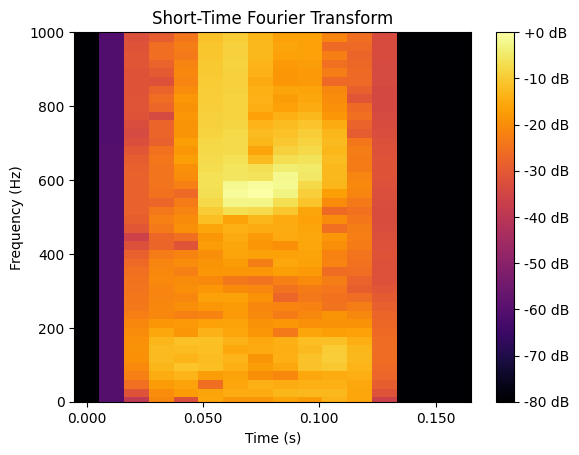 Short-Time Fourier Transform
Frequency (Hz)
1000
800
600
400
200
0
0.000
0.050
0.100
0.150
Time (s)
+0 dB
-10 dB
-20 dB
-30 dB
-40 dB
-50 dB
-60 dB
-70 dB
-80 dB